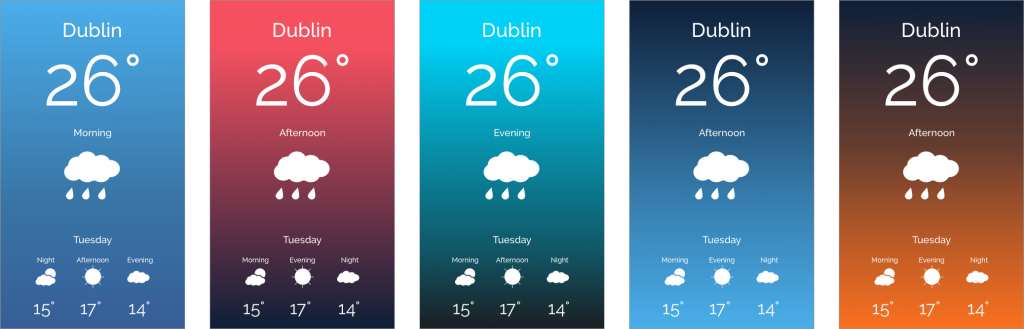 Dublin
26°
Morning
Tuesday
Night Afternoon Evening
15° 17° 14°
Dublin
26°
Afternoon
Tuesday
Morning Evening Night
15° 17° 14°
Dublin
26°
Evening
Tuesday
Morning Afternoon Night
15° 17° 14°
Dublin
26°
Afternoon
Tuesday
Morning Evening Night
15° 17° 14°
Dublin
26°
Afternoon
Tuesday
Morning Evening Night
15° 17° 14°